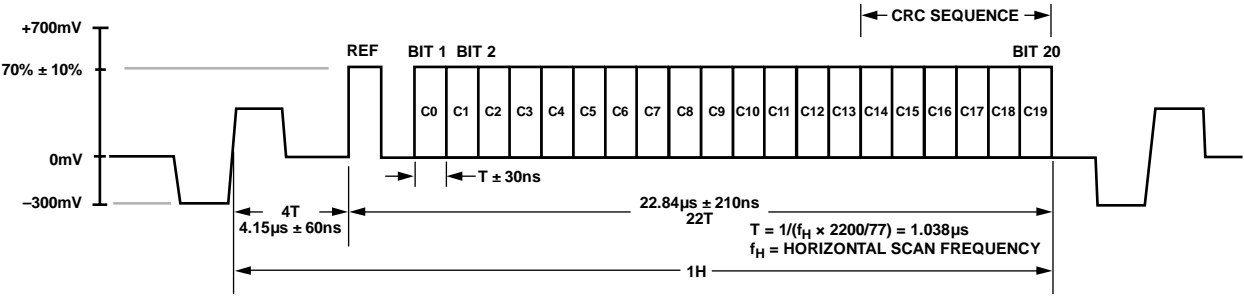 CRC SEQUENCE
+700mV
REF
BIT 1 BIT 2
BIT 20
70% ± 10%
C0 C1 C2 C3 C4 C5 C6 C7 C8 C9 C10 C11 C12 C13 C14 C15 C16 C17 C18 C19
0mV
T ± 30ns
–300mV
4T
4.15µs ± 60ns
22.84µs ± 210ns
22T
T = 1/(fH × 2200/77) = 1.038µs
fH = HORIZONTAL SCAN FREQUENCY
1H